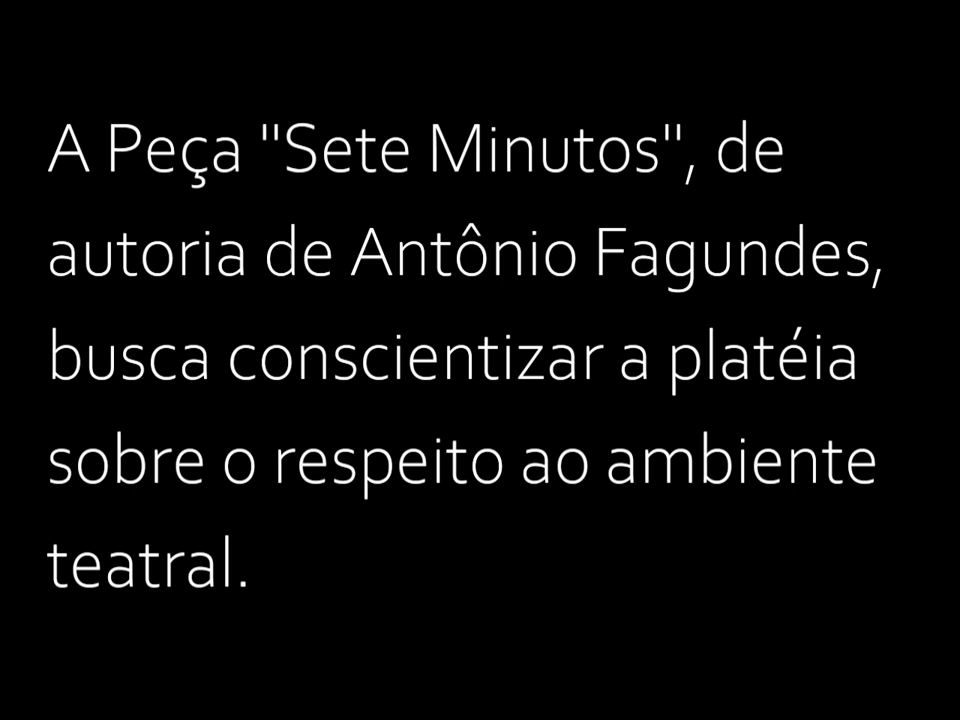 A Peça "Sete Minutos", de
autoria de Antônio Fagundes,
busca conscientizar a platéia
sobre o respeito ao ambiente
teatral.